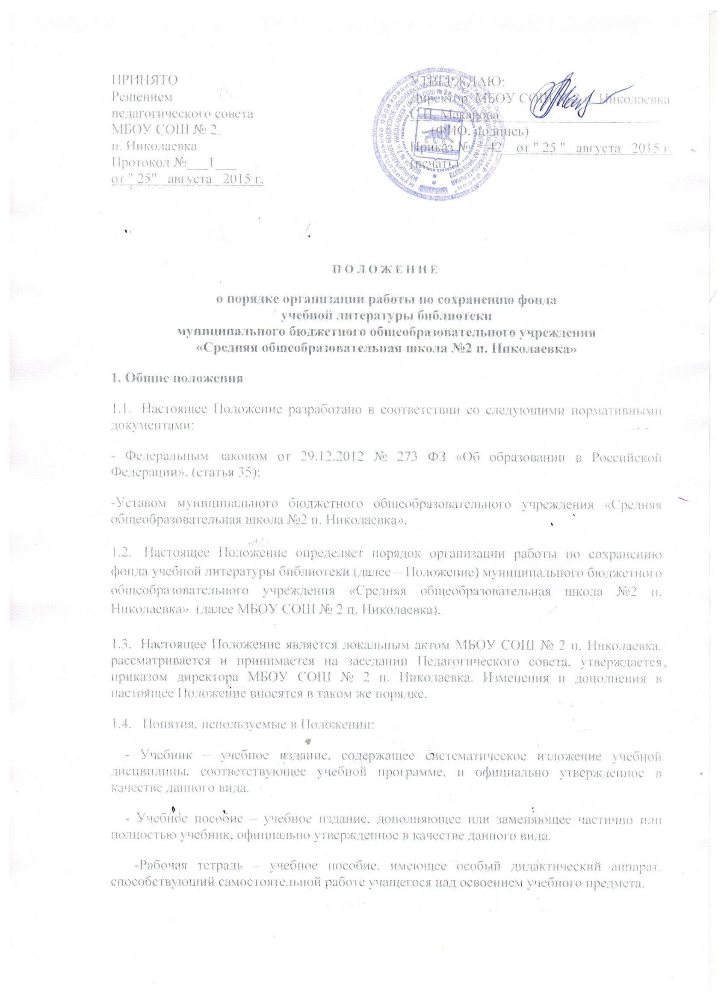 ПРИНЯТО
Решением
педагогического совета
МБОУ СОШ № 2
п. Николаевка
Протокол №___1___
от " 25" августа 2015 г.
УТВЕРЖДАЮ:
Директор МБОУ СОШ № 2 п. Николаевка
С.И. Макарова
(ФИО, подпись)
Приказ № 42 от " 25 " августа 2015 г.
(печать)
П О Л О Ж Е Н И Е
о порядке организации работы по сохранению фонда
учебной литературы библиотеки
муниципального бюджетного общеобразовательного учреждения
«Средняя общеобразовательная школа №2 п. Николаевка»
1. Общие положения
1.1. Настоящее Положение разработано в соответствии со следующими нормативными
документами:
- Федеральным законом от 29.12.2012 № 273 ФЗ «Об образовании в Российской
Федерации», (статья 35);
-Уставом муниципального бюджетного общеобразовательного учреждения «Средняя
общеобразовательная школа №2 п. Николаевка».
1.2. Настоящее Положение определяет порядок организации работы по сохранению
фонда учебной литературы библиотеки (далее – Положение) муниципального бюджетного
общеобразовательного учреждения «Средняя общеобразовательная школа №2 п.
Николаевка» (далее МБОУ СОШ № 2 п. Николаевка).
1.3. Настоящее Положение является локальным актом МБОУ СОШ № 2 п. Николаевка,
рассматривается и принимается на заседании Педагогического совета, утверждается
приказом директора МБОУ СОШ № 2 п. Николаевка. Изменения и дополнения в
настоящее Положение вносятся в таком же порядке.
1.4. Понятия, используемые в Положении:
- Учебник – учебное издание, содержащее систематическое изложение учебной
дисциплины, соответствующее учебной программе, и официально утвержденное в
качестве данного вида.
- Учебное пособие – учебное издание, дополняющее или заменяющее частично или
полностью учебник, официально утвержденное в качестве данного вида.
-Рабочая тетрадь – учебное пособие, имеющее особый дидактический аппарат,
способствующий самостоятельной работе учащегося над освоением учебного предмета.